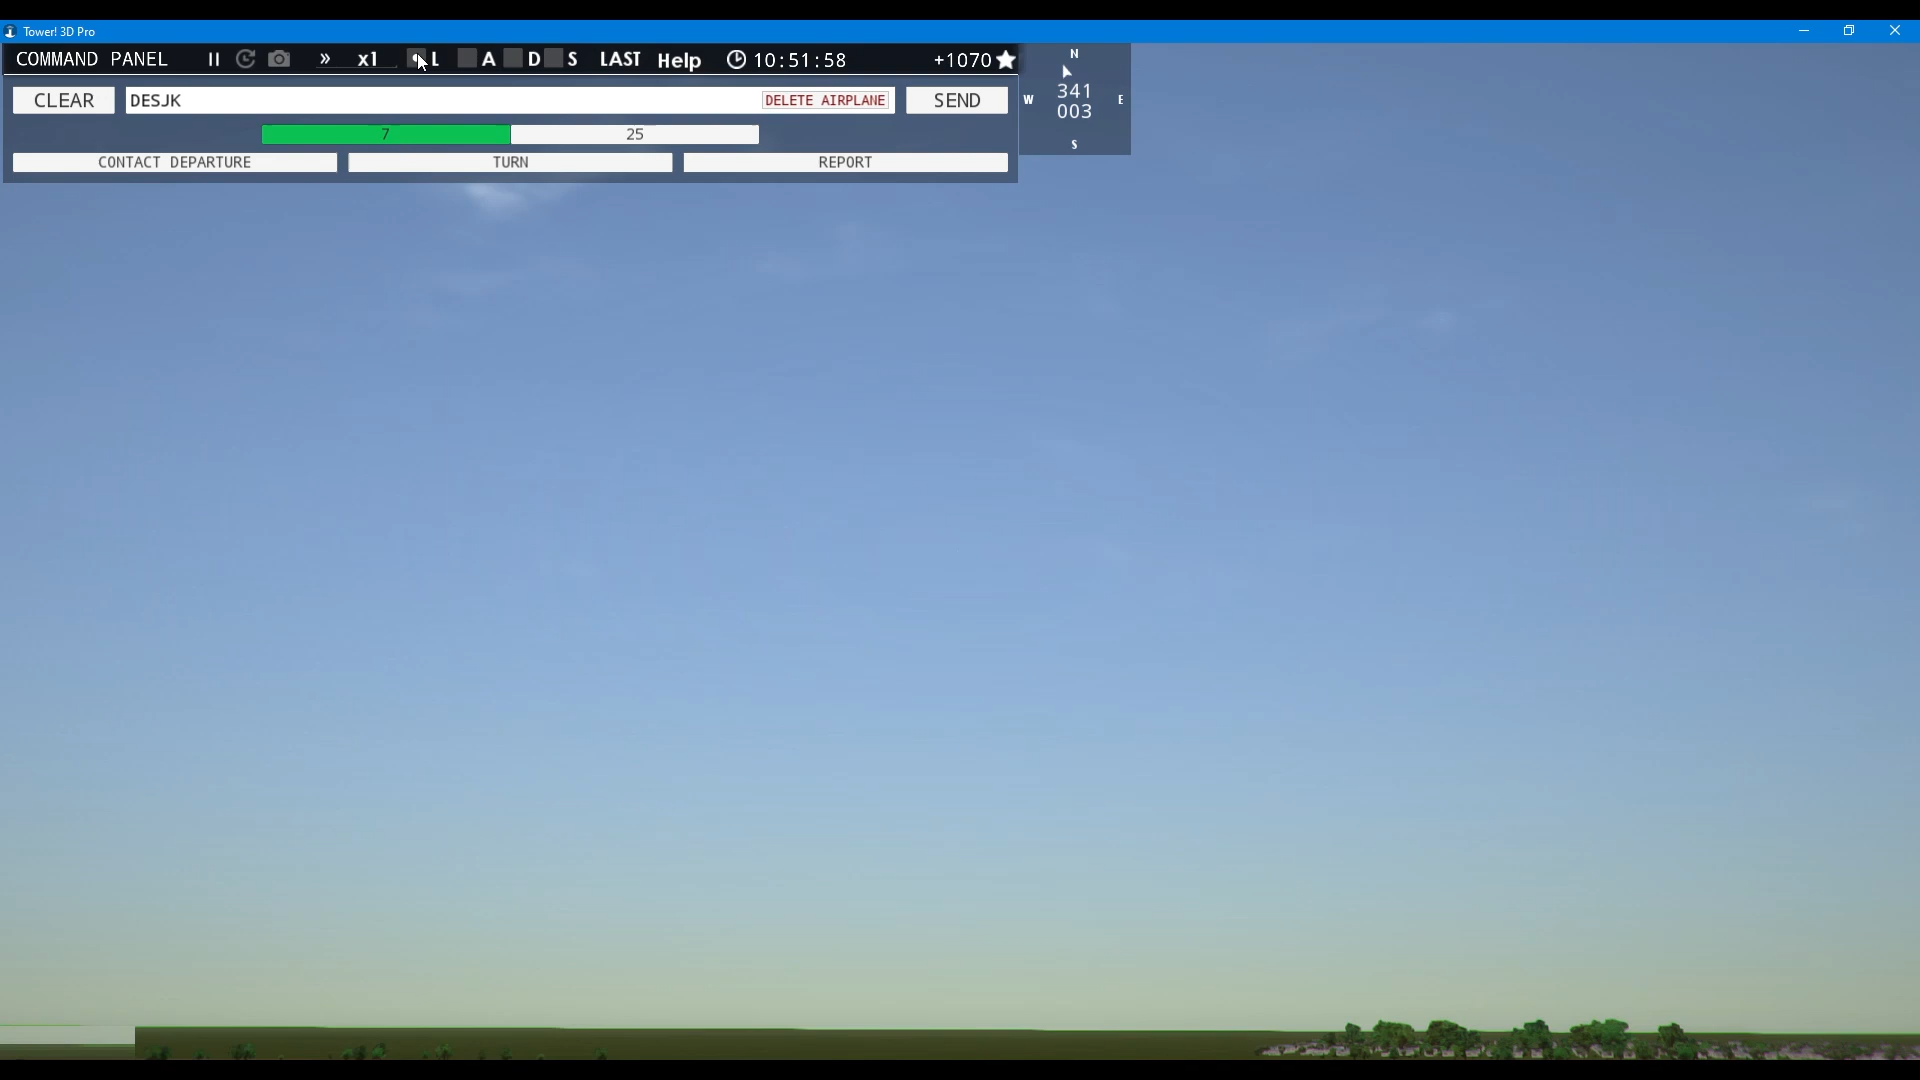 Tower! 3D Pro
COMMAND PANEL » x1 L A D S LAST Help 10:51:58 +1070
CLEAR DESJK DELETE AIRPLANE SEND
7 25
CONTACT DEPARTURE TURN REPORT
N
W 341 E
003
S